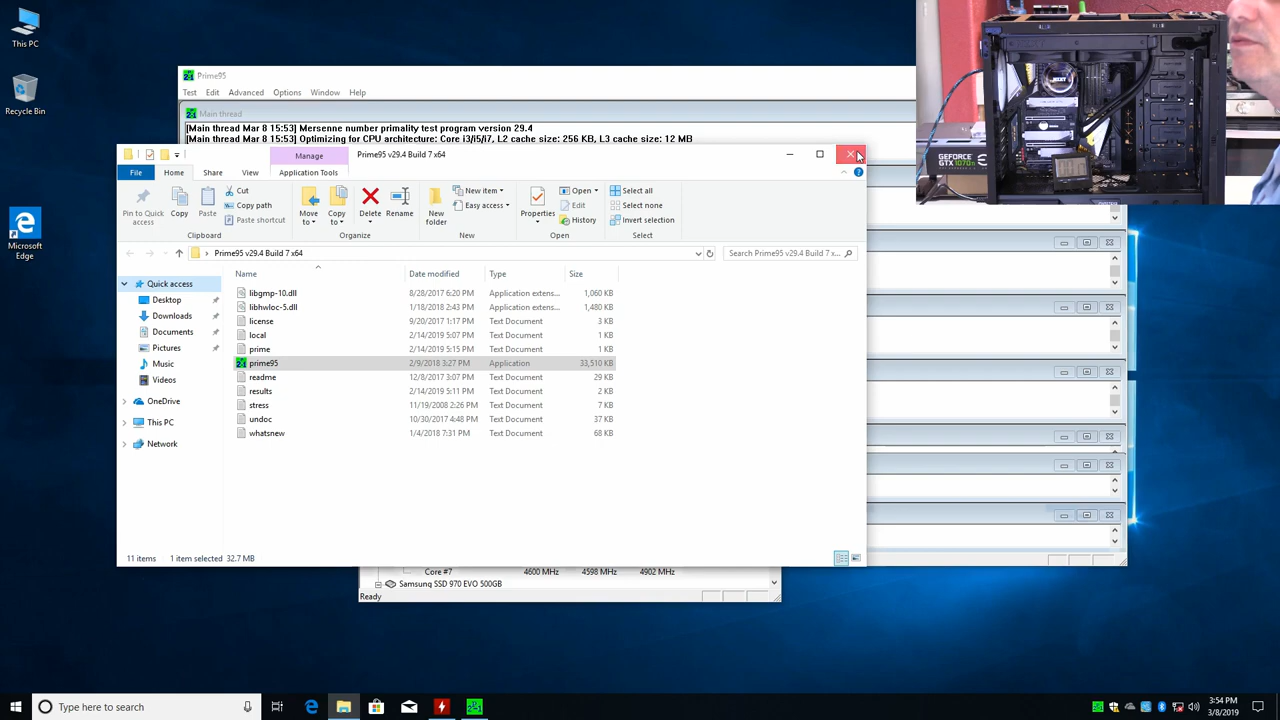 This PC
Recycle Bin
Microsoft
Edge
Prime95
Test Edit Advanced Options Window Help
Main thread
[Main thread Mar 8 15:53] Mersenne number primality test program version 29.4
[Main thread Mar 8 15:53] Optimizing for CPU architecture: Core i3/i5/i7, L2 cache size: 256 KB, L3 cache size: 12 MB
Manage
Prime95 v29.4 Build 7 x64
File Home Share View Application Tools
Pin to Quick
access
Copy
Paste
Cut
Copy path
Paste shortcut
Clipboard
Move
to
Copy
to
Delete
Rename
Organize
New
folder
New item
Easy access
New
Properties
Open
Edit
History
Open
Select all
Select none
Invert selection
Select
Prime95 v29.4 Build 7 x64
Search Prime95 v29.4 Build 7 x...
Quick access
Desktop
Downloads
Documents
Pictures
Music
Videos
OneDrive
This PC
Network
Name Date modified Type Size
libgmp-10.dll 8/28/2017 6:20 PM Application extens... 1,060 KB
libhwloc-5.dll 1/18/2018 2:43 PM Application extens... 1,480 KB
license 9/20/2017 1:17 PM Text Document 3 KB
local 2/14/2019 5:07 PM Text Document 1 KB
prime 2/14/2019 5:15 PM Text Document 1 KB
prime95 2/9/2018 3:27 PM Application 33,510 KB
readme 12/8/2017 3:07 PM Text Document 29 KB
results 2/14/2019 5:11 PM Text Document 2 KB
stress 11/19/2008 2:26 PM Text Document 7 KB
undoc 10/30/2017 4:48 PM Text Document 37 KB
whatsnew 1/4/2018 7:31 PM Text Document 68 KB
11 items 1 item selected 32.7 MB
Core #7 4600 MHz 4598 MHz 4902 MHz
Samsung SSD 970 EVO 500GB
Ready
NZXT
GEFORCE
GTX 1070 Ti
Type here to search
3:54 PM
3/8/2019